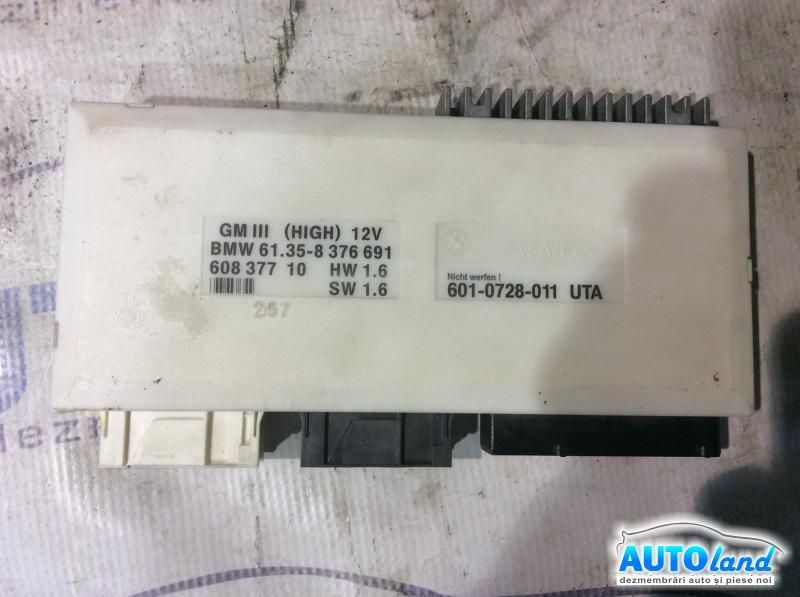 GM III (HIGH) 12V
BMW 61.35-8 376 691
608 377 10 HW 1.6
SW 1.6
Nicht werfen !
601-0728-011 UTA
257
AUTOland
dezmembrări auto și piese noi